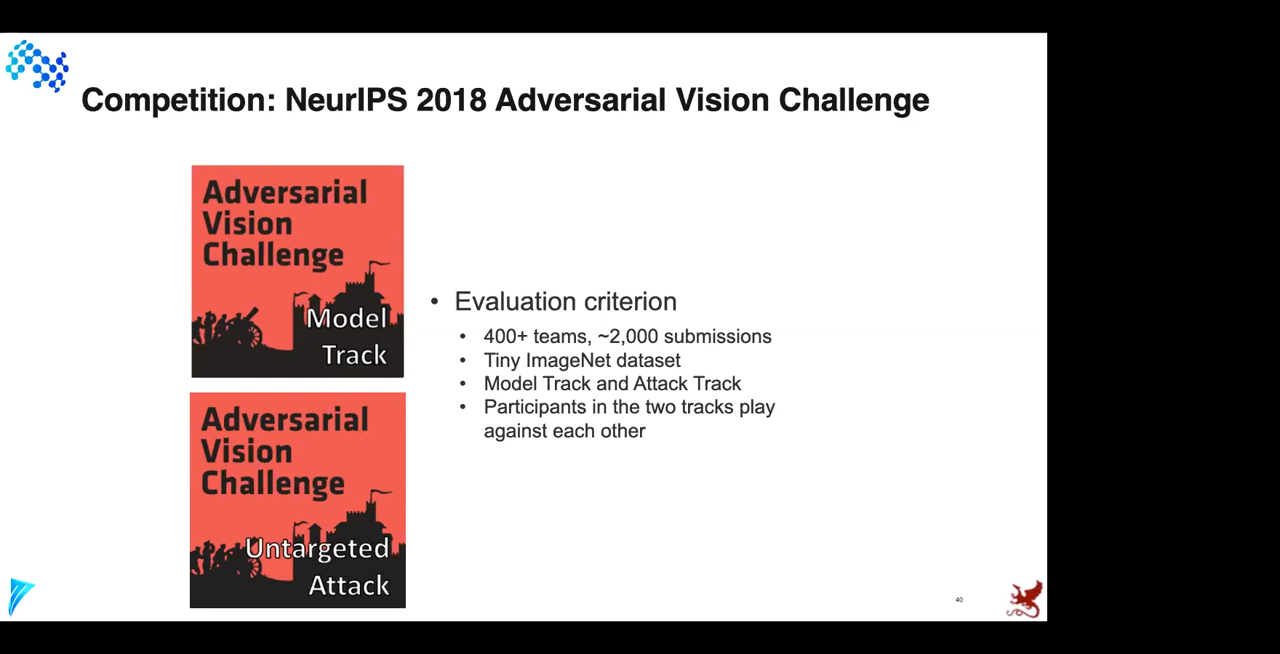 Competition: NeurIPS 2018 Adversarial Vision Challenge
Adversarial
Vision
Challenge
Model
Track
Adversarial
Vision
Challenge
Untargeted
Attack
• Evaluation criterion
• 400+ teams, ~2,000 submissions
• Tiny ImageNet dataset
• Model Track and Attack Track
• Participants in the two tracks play
against each other
40